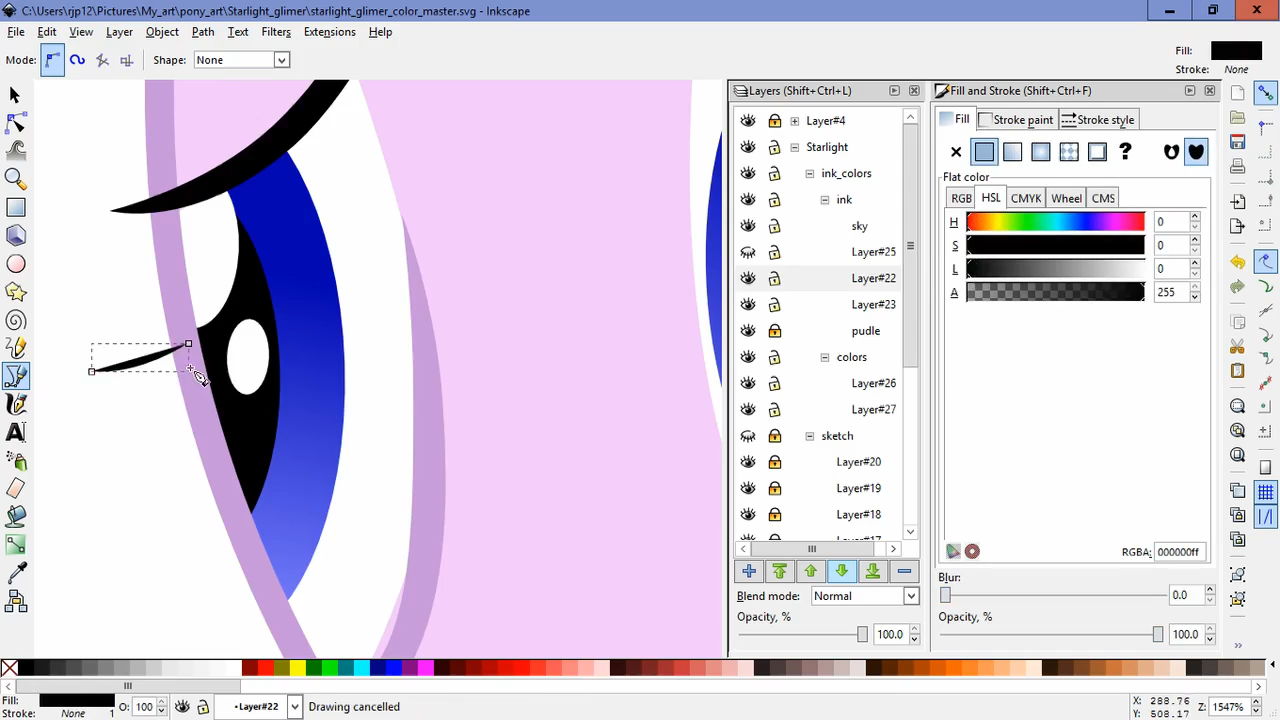 C:\Users\rjp12\Pictures\My_art\pony_art\Starlight_glimer\starlight_glimer_color_master.svg - Inkscape
File Edit View Layer Object Path Text Filters Extensions Help
Mode: Shape: None Fill:
Stroke: None
Layers (Shift+Ctrl+L) Fill and Stroke (Shift+Ctrl+F)
Layer#4 Fill Stroke paint Stroke style
Starlight
ink_colors ?
Flat color
ink RGB HSL CMYK Wheel CMS
sky H 0
Layer#25 S 0
Layer#22 L 0
Layer#23 A 255
pudle
colors
Layer#26
Layer#27
sketch
Layer#20
Layer#19
Layer#18
Layer#17
RGBA: 000000ff
Blur:
Blend mode: Normal 0.0
Opacity, % Opacity, %
100.0 100.0
Fill: O: 100 •Layer#22 Drawing cancelled X: 288.76 Z: 1547%
Stroke: None 1 Y: 508.17